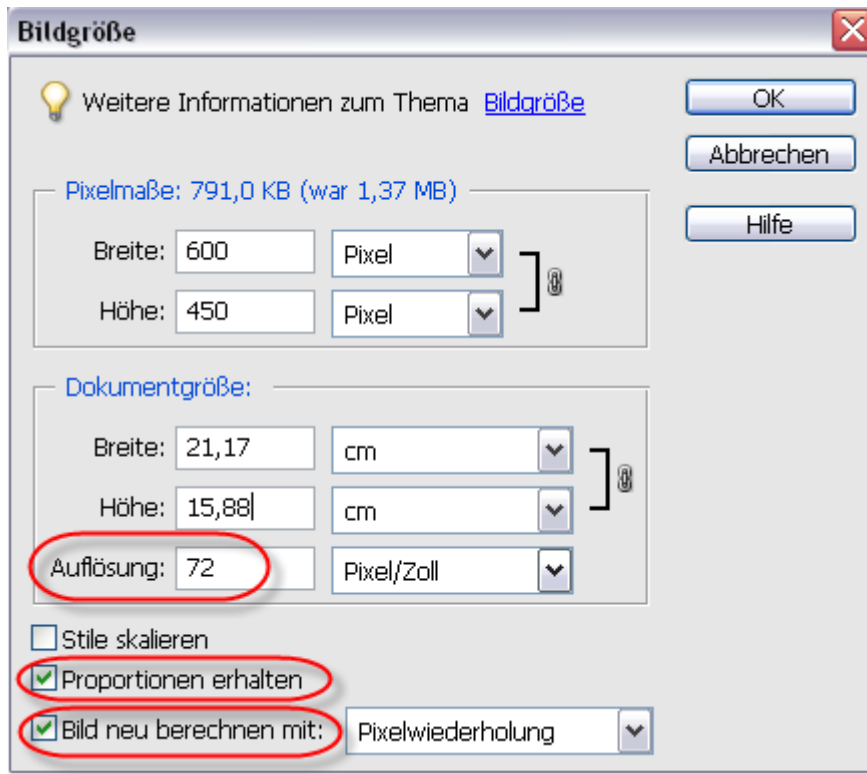 Bildgröße
Weitere Informationen zum Thema Bildgröße
OK
Abbrechen
Hilfe
Pixelmaße: 791,0 KB (war 1,37 MB)
Breite: 600 Pixel
Höhe: 450 Pixel
Dokumentgröße:
Breite: 21,17 cm
Höhe: 15,88 cm
Auflösung: 72 Pixel/Zoll
Stile skalieren
Proportionen erhalten
Bild neu berechnen mit: Pixelwiederholung